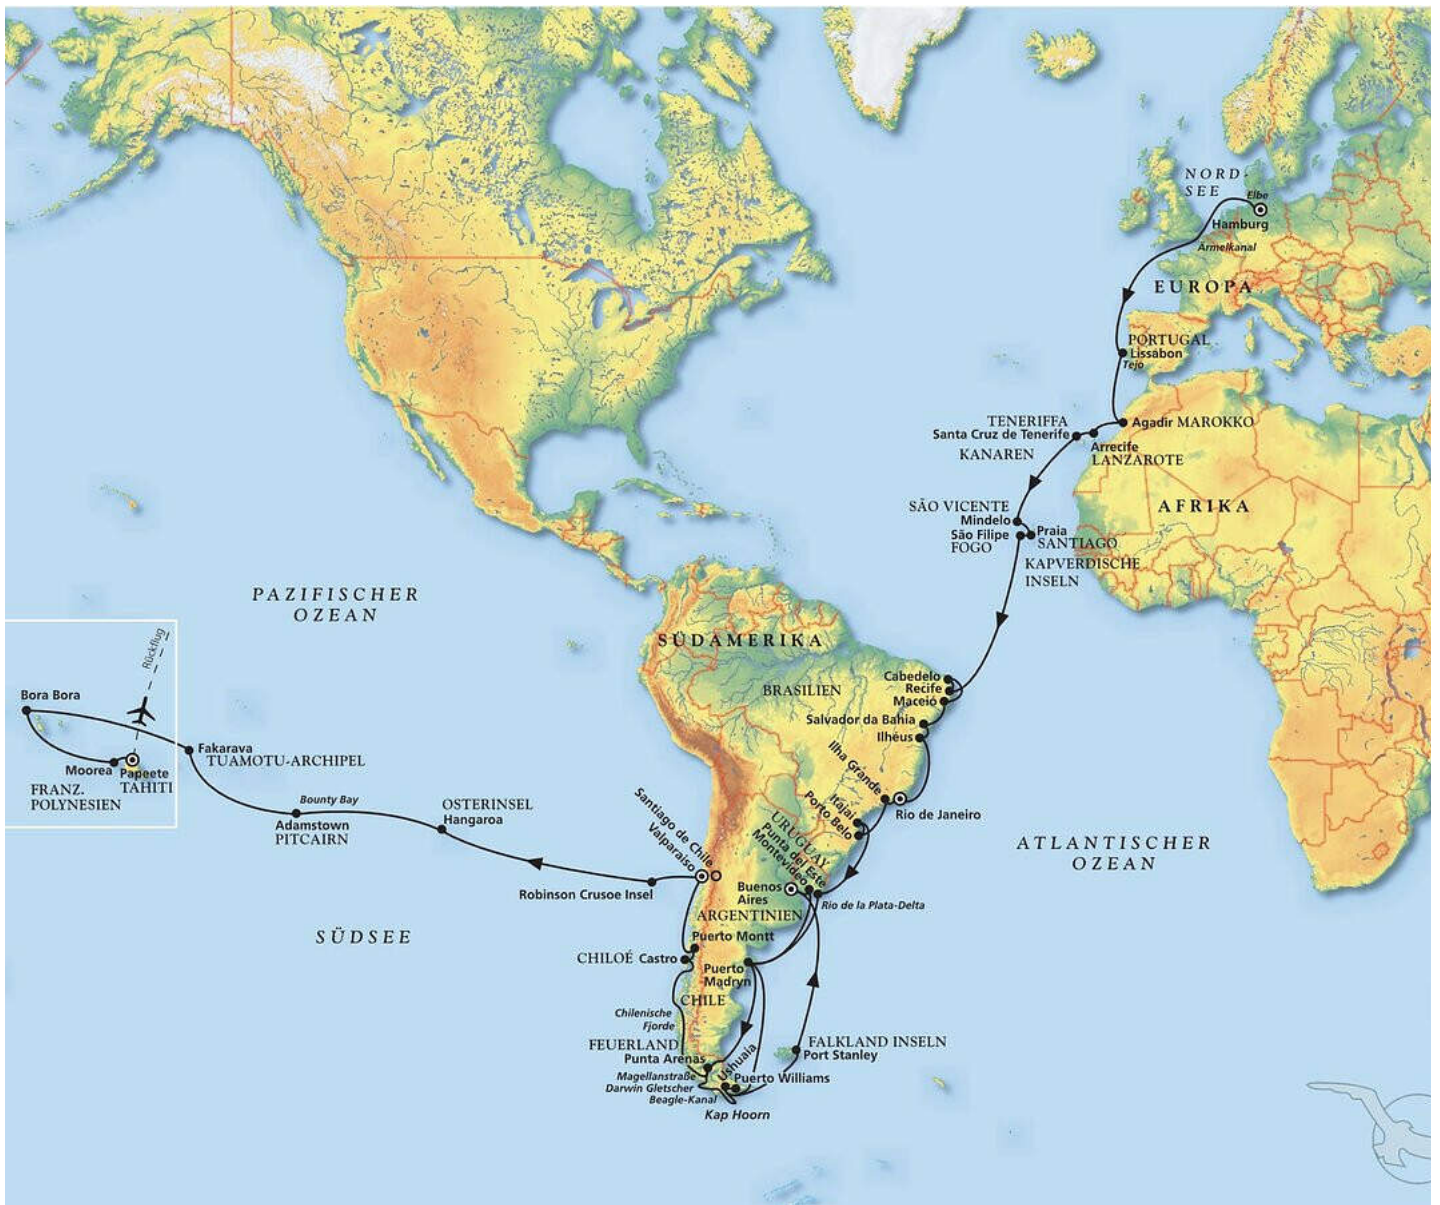 NORD-
SEE
Elbe
Hamburg
Ärmelkanal
EUROPA
PORTUGAL
Lissabon
Tejo
TENERIFFA
Santa Cruz de Tenerife
KANAREN
Agadir MAROKKO
Arrecife
LANZAROTE
AFRIKA
SÃO VICENTE
Mindelo
São Filipe
FOGO
Praia
SANTIAGO
KAPVERDISCHE
INSELN
PAZIFISCHER
OZEAN
SÜDAMERIKA
BRASILIEN
Cabedelo
Recife
Maceió
Salvador da Bahia
Ilhéus
Ilha Grande
Rio de Janeiro
Itajaí
Porto Belo
URUGUAY
Punta del Este
Montevideo
Buenos
Aires
Rio de la Plata-Delta
ARGENTINIEN
ATLANTISCHER
OZEAN
Rückflug
Bora Bora
Moorea
Papeete
TAHITI
FRANZ.
POLYNESIEN
Fakarava
TUAMOTU-ARCHIPEL
Bounty Bay
Adamstown
PITCAIRN
OSTERINSEL
Hangaroa
Santiago de Chile
Valparaíso
Robinson Crusoe Insel
SÜDSEE
Puerto Montt
CHILOÉ Castro
Puerto
Madryn
CHILE
Chilenische
Fjorde
FEUERLAND
Punta Arenas
Magellanstraße
Darwin Gletscher
Beagle-Kanal
Ushuaia
Puerto Williams
Kap Hoorn
FALKLAND INSELN
Port Stanley